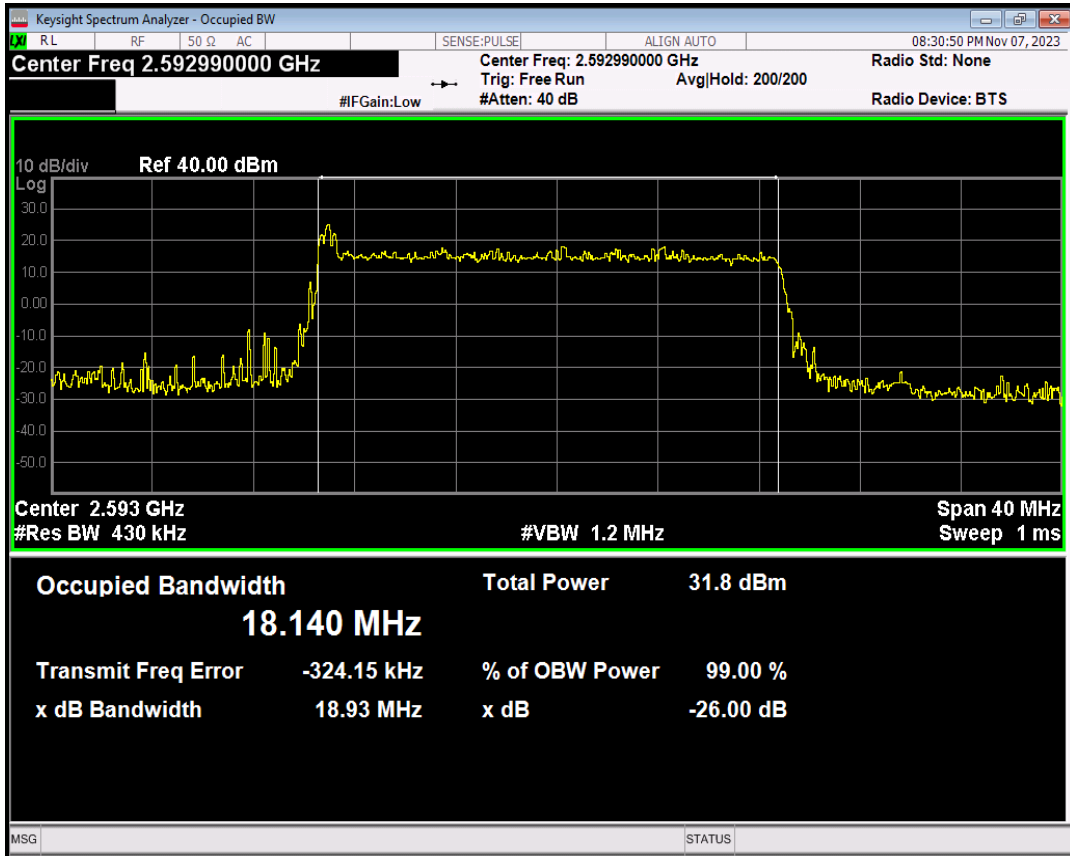 Keysight Spectrum Analyzer - Occupied BW
LXI RL RF 50 Ω AC SENSE:PULSE ALIGN AUTO 08:30:50 PM Nov 07, 2023
Center Freq 2.592990000 GHz
Center Freq: 2.592990000 GHz
Radio Std: None
Trig: Free Run Avg|Hold: 200/200
#IFGain:Low #Atten: 40 dB Radio Device: BTS
10 dB/div Ref 40.00 dBm
Log
30.0
20.0
10.0
0.00
-10.0
-20.0
-30.0
-40.0
-50.0
Center 2.593 GHz Span 40 MHz
#Res BW 430 kHz #VBW 1.2 MHz Sweep 1 ms
Occupied Bandwidth Total Power 31.8 dBm
18.140 MHz
Transmit Freq Error -324.15 kHz % of OBW Power 99.00 %
x dB Bandwidth 18.93 MHz x dB -26.00 dB
MSG STATUS